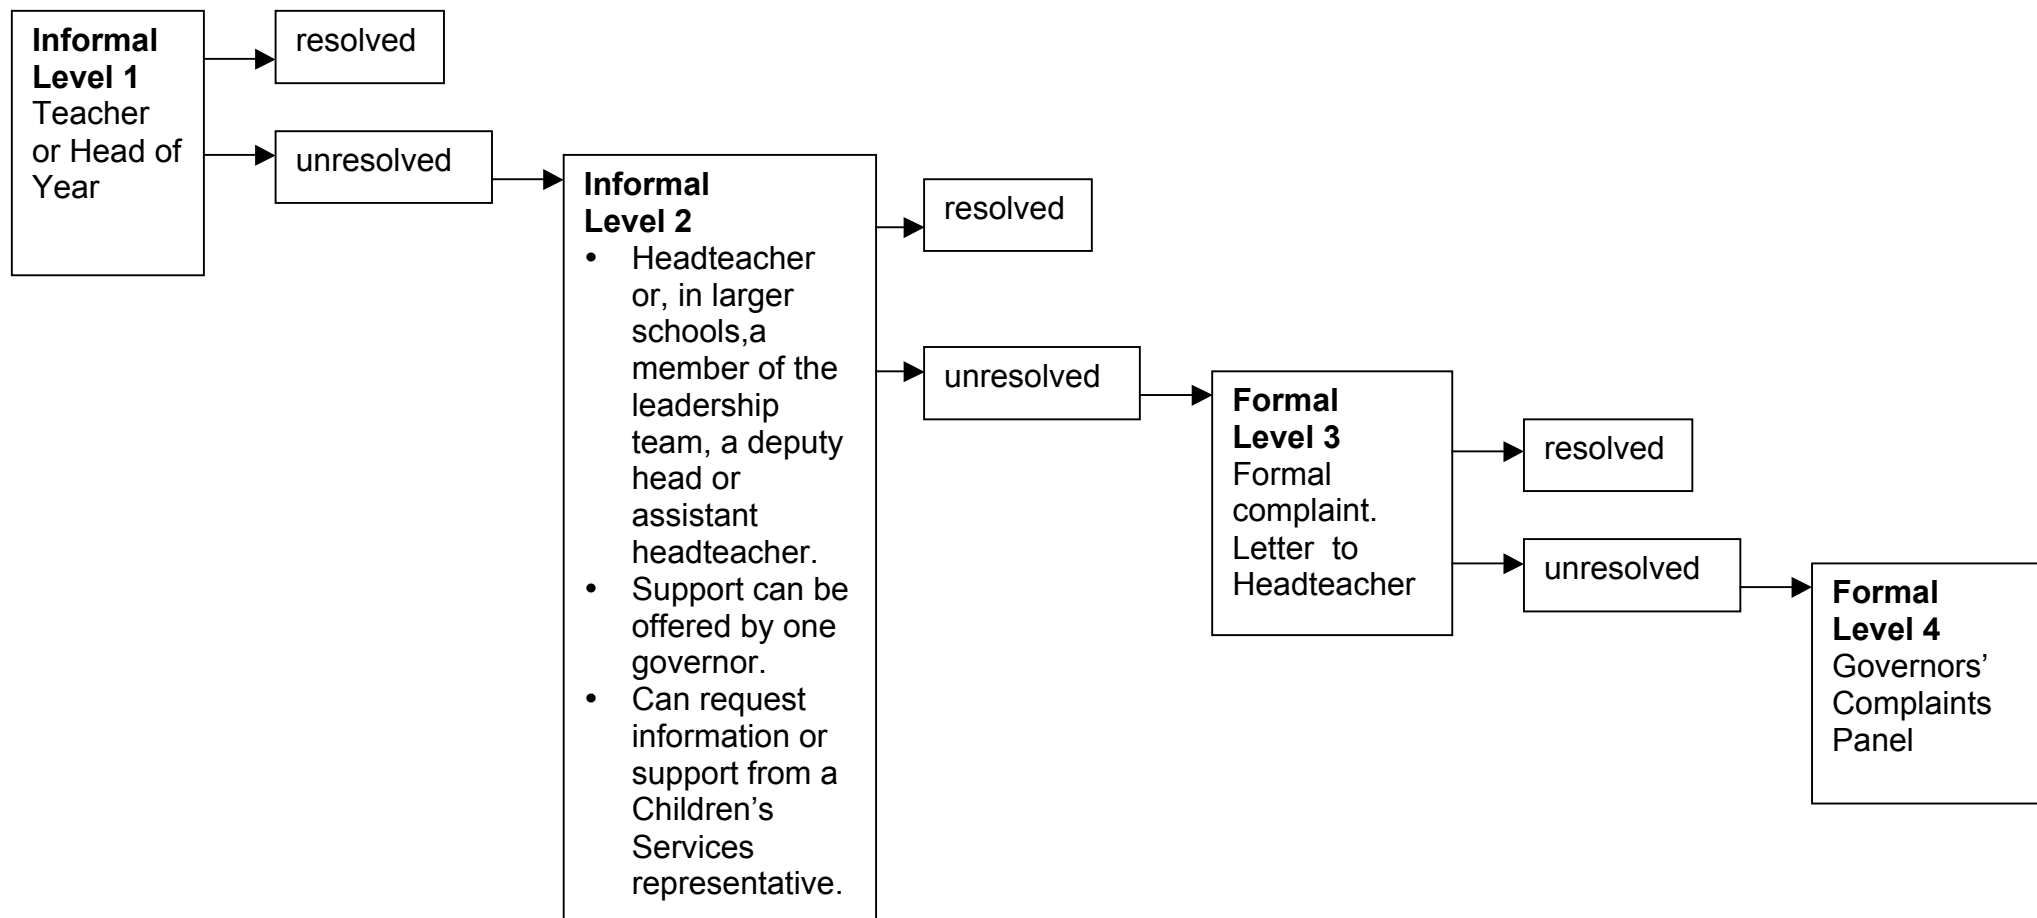 Informal
Level 1
Teacher
or Head of
Year
resolved
unresolved
Informal
Level 2
• Headteacher
or, in larger
schools,a
member of the
leadership
team, a deputy
head or
assistant
headteacher.
• Support can be
offered by one
governor.
• Can request
information or
support from a
Children’s
Services
representative.
resolved
unresolved
Formal
Level 3
Formal
complaint.
Letter  to
Headteacher
resolved
unresolved
Formal
Level 4
Governors’
Complaints
Panel